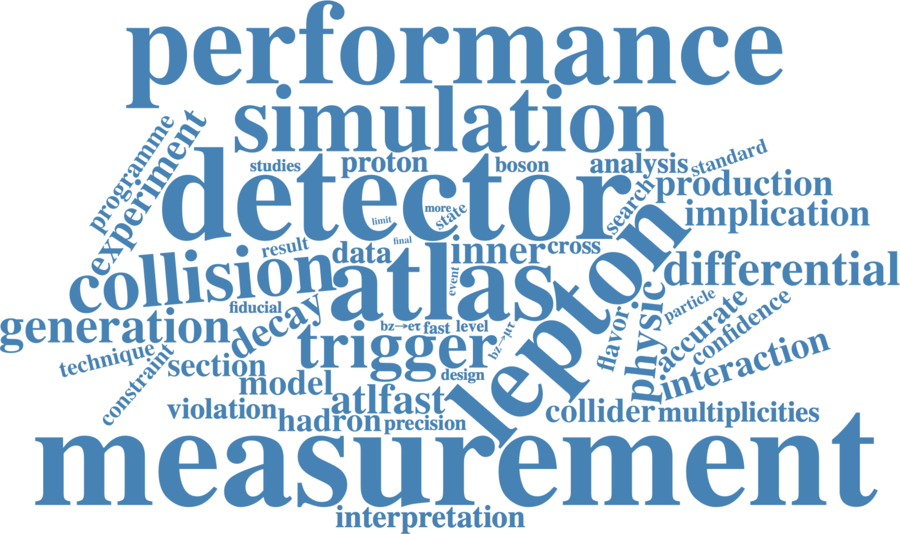 performance
simulation
programme
experiment
studies
proton
boson
analysis
standard
detector
search
production
more
state
limit
implication
result
data
final
inner
cross
lepton
collision
atlas
event
differential
fiducial
particle
generation
decay
bz→eτ
fast
level
flavor
physic
accurate
confidence
technique
constraint
section
trigger
bz→μτ
interaction
model
design
atlfast
violation
hadron
precision
collider
multiplicities
measurement
interpretation